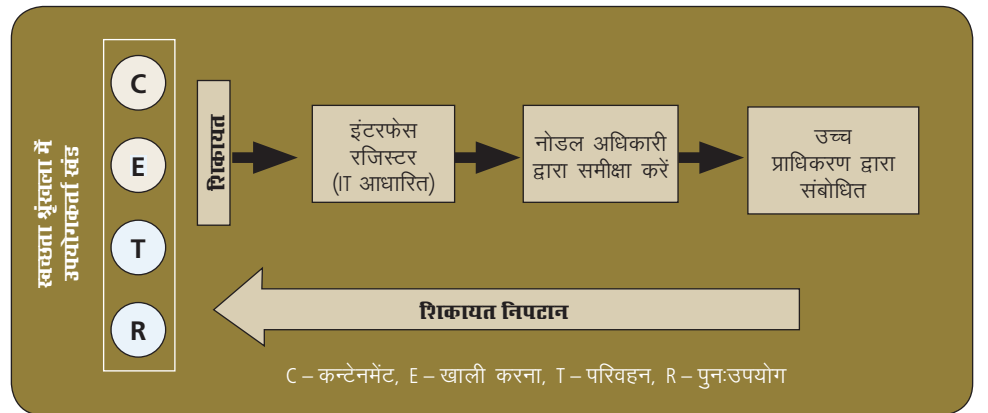 स्वच्छता श्रृंखला में
उपयोगकर्ता खंड
C
E
T
R
शिकायत
इंटरफेस
रजिस्टर
(IT आधारित)
नोडल अधिकारी
द्वारा समीक्षा करें
उच्च
प्राधिकरण द्वारा
संबोधित
शिकायत निपटान
C – कन्टेनमेंट, E – खाली करना, T – परिवहन, R – पुनःउपयोग